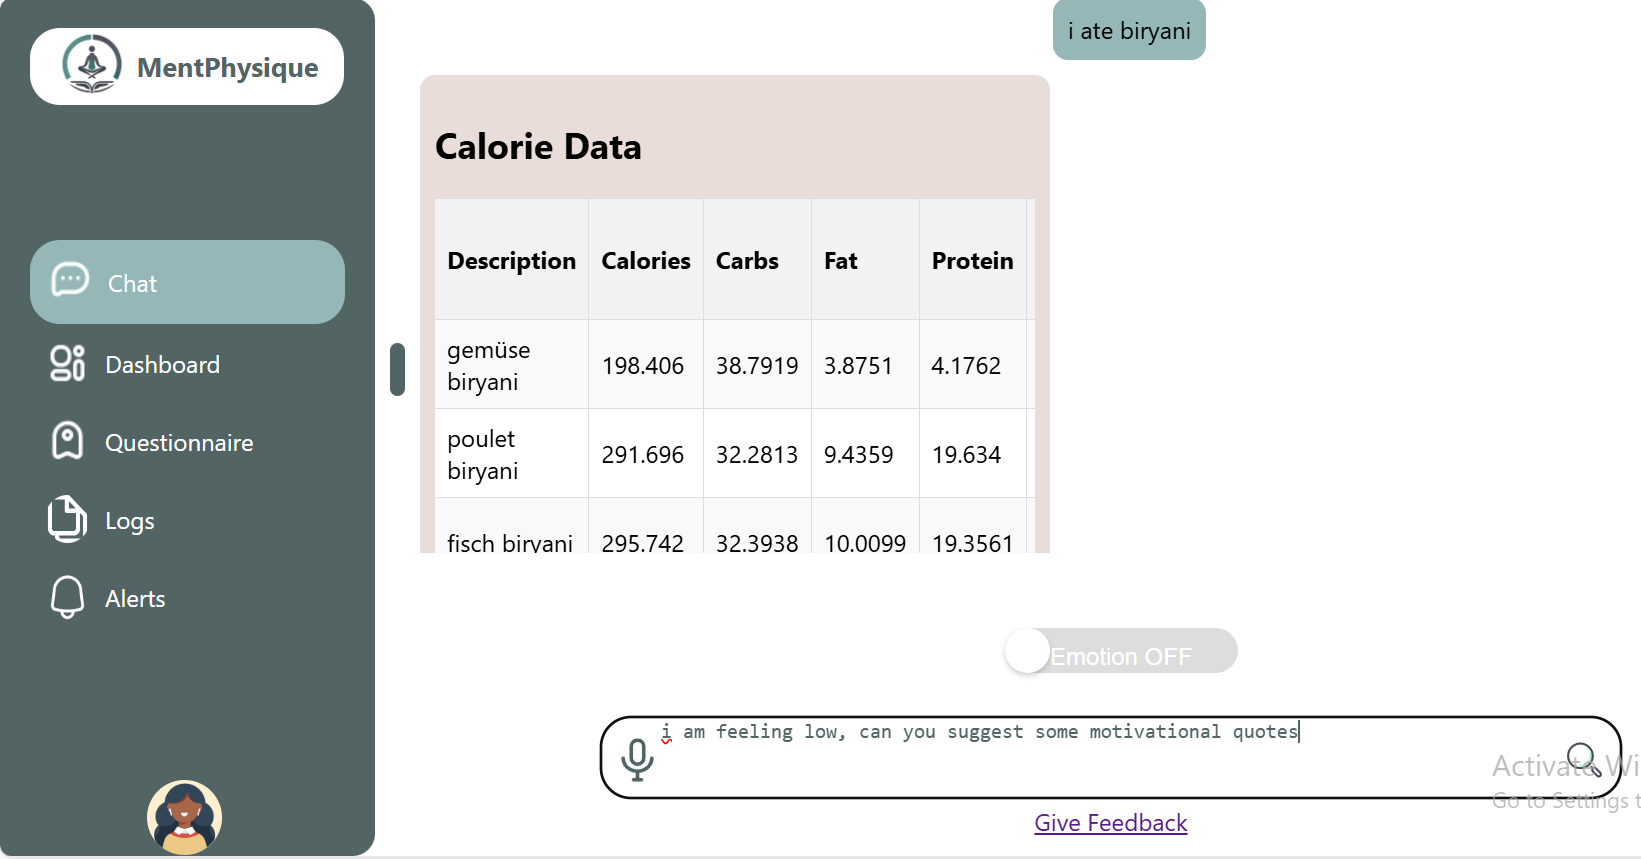 MentPhysique
Chat
Dashboard
Questionnaire
Logs
Alerts
i ate biryani
Calorie Data
Description Calories Carbs Fat Protein
gemüse
biryani
198.406 38.7919 3.8751 4.1762
poulet
biryani
291.696 32.2813 9.4359 19.634
fisch biryani 295.742 32.3938 10.0099 19.3561
Emotion OFF
i am feeling low, can you suggest some motivational quotes
Activate Wi
Go to Settings t
Give Feedback